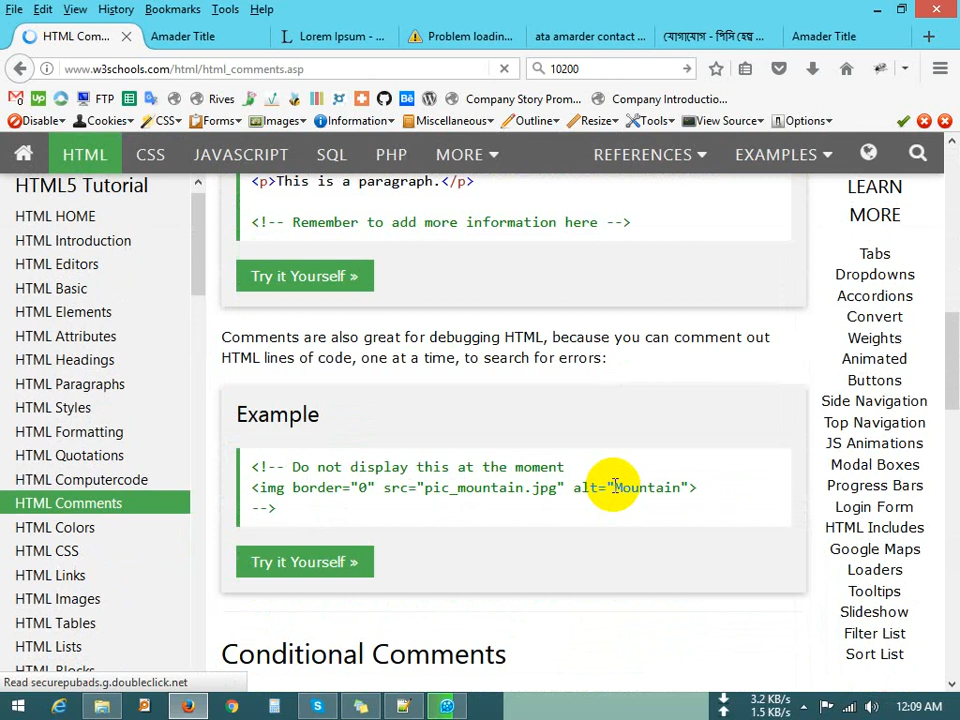 File Edit View History Bookmarks Tools Help
HTML Com... Amader Title Lorem Ipsum - ... Problem loadin... ata amarder contact ... যোগাযোগ - পিসি হেল্প ... Amader Title
www.w3schools.com/html/html_comments.asp 10200
FTP Rives Company Story Prom... Company Introductio...
Disable Cookies CSS Forms Images Information Miscellaneous Outline Resize Tools View Source Options
HTML CSS JAVASCRIPT SQL PHP MORE REFERENCES EXAMPLES
HTML5 Tutorial
HTML HOME
HTML Introduction
HTML Editors
HTML Basic
HTML Elements
HTML Attributes
HTML Headings
HTML Paragraphs
HTML Styles
HTML Formatting
HTML Quotations
HTML Computercode
HTML Comments
HTML Colors
HTML CSS
HTML Links
HTML Images
HTML Tables
HTML Lists
HTML Blocks
<p>This is a paragraph.</p>
<!-- Remember to add more information here -->
Try it Yourself »
Comments are also great for debugging HTML, because you can comment out
HTML lines of code, one at a time, to search for errors:
Example
<!-- Do not display this at the moment
<img border="0" src="pic_mountain.jpg" alt="Mountain">
-->
Try it Yourself »
Conditional Comments
LEARN
MORE
Tabs
Dropdowns
Accordions
Convert
Weights
Animated
Buttons
Side Navigation
Top Navigation
JS Animations
Modal Boxes
Progress Bars
Login Form
HTML Includes
Google Maps
Loaders
Tooltips
Slideshow
Filter List
Sort List
Read securepubads.g.doubleclick.net
3.2 KB/s
1.5 KB/s
12:09 AM